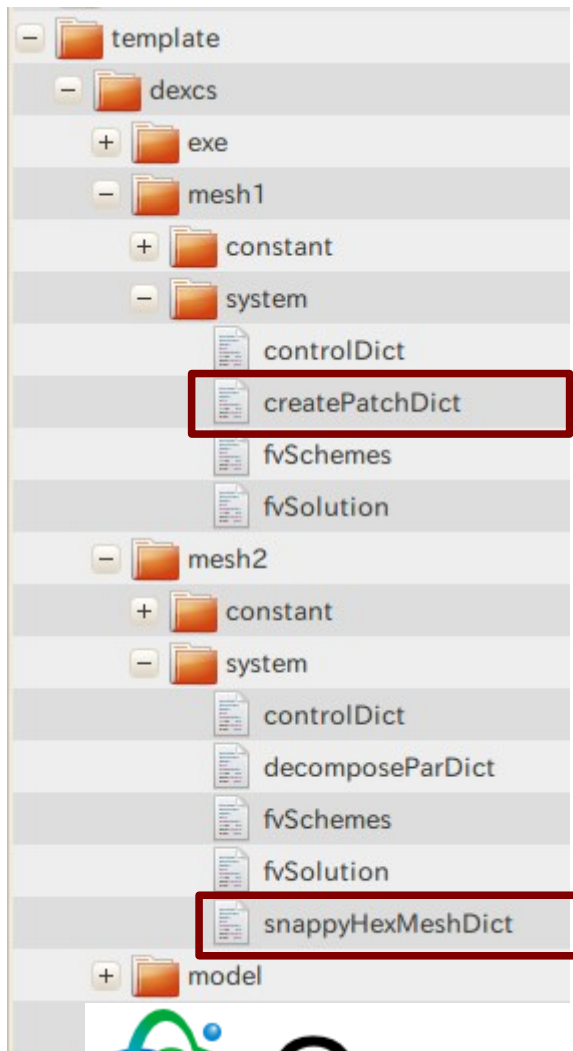 template
dexcs
exe
mesh1
constant
system
controlDict
createPatchDict
fvSchemes
fvSolution
mesh2
constant
system
controlDict
decomposeParDict
fvSchemes
fvSolution
snappyHexMeshDict
model